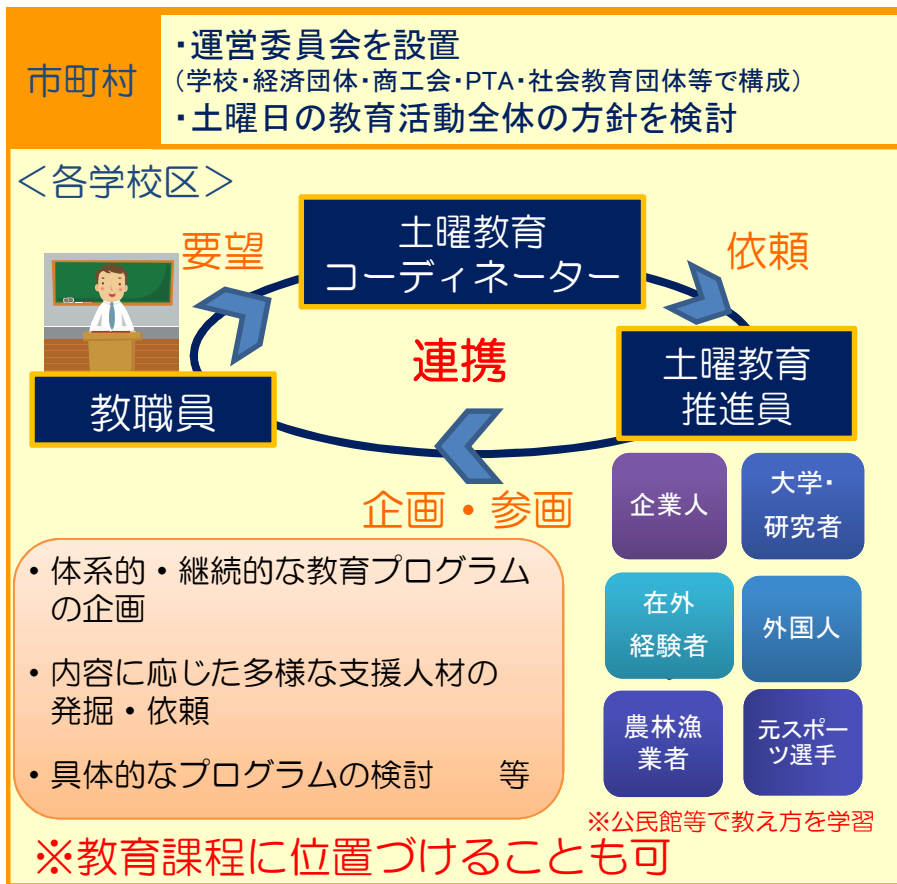 市町村
・運営委員会を設置
（学校・経済団体・商工会・PTA・社会教育団体等で構成）
・土曜日の教育活動全体の方針を検討
＜各学校区＞
要望
土曜教育
コーディネーター
依頼
連携
教職員
土曜教育
推進員
企画・参画
企業人
大学・
研究者
在外
経験者
外国人
農林漁
業者
元スポー
ツ選手
・体系的・継続的な教育プログラム
の企画
・内容に応じた多様な支援人材の
発掘・依頼
・具体的なプログラムの検討　　等
※公民館等で教え方を学習
※教育課程に位置づけることも可